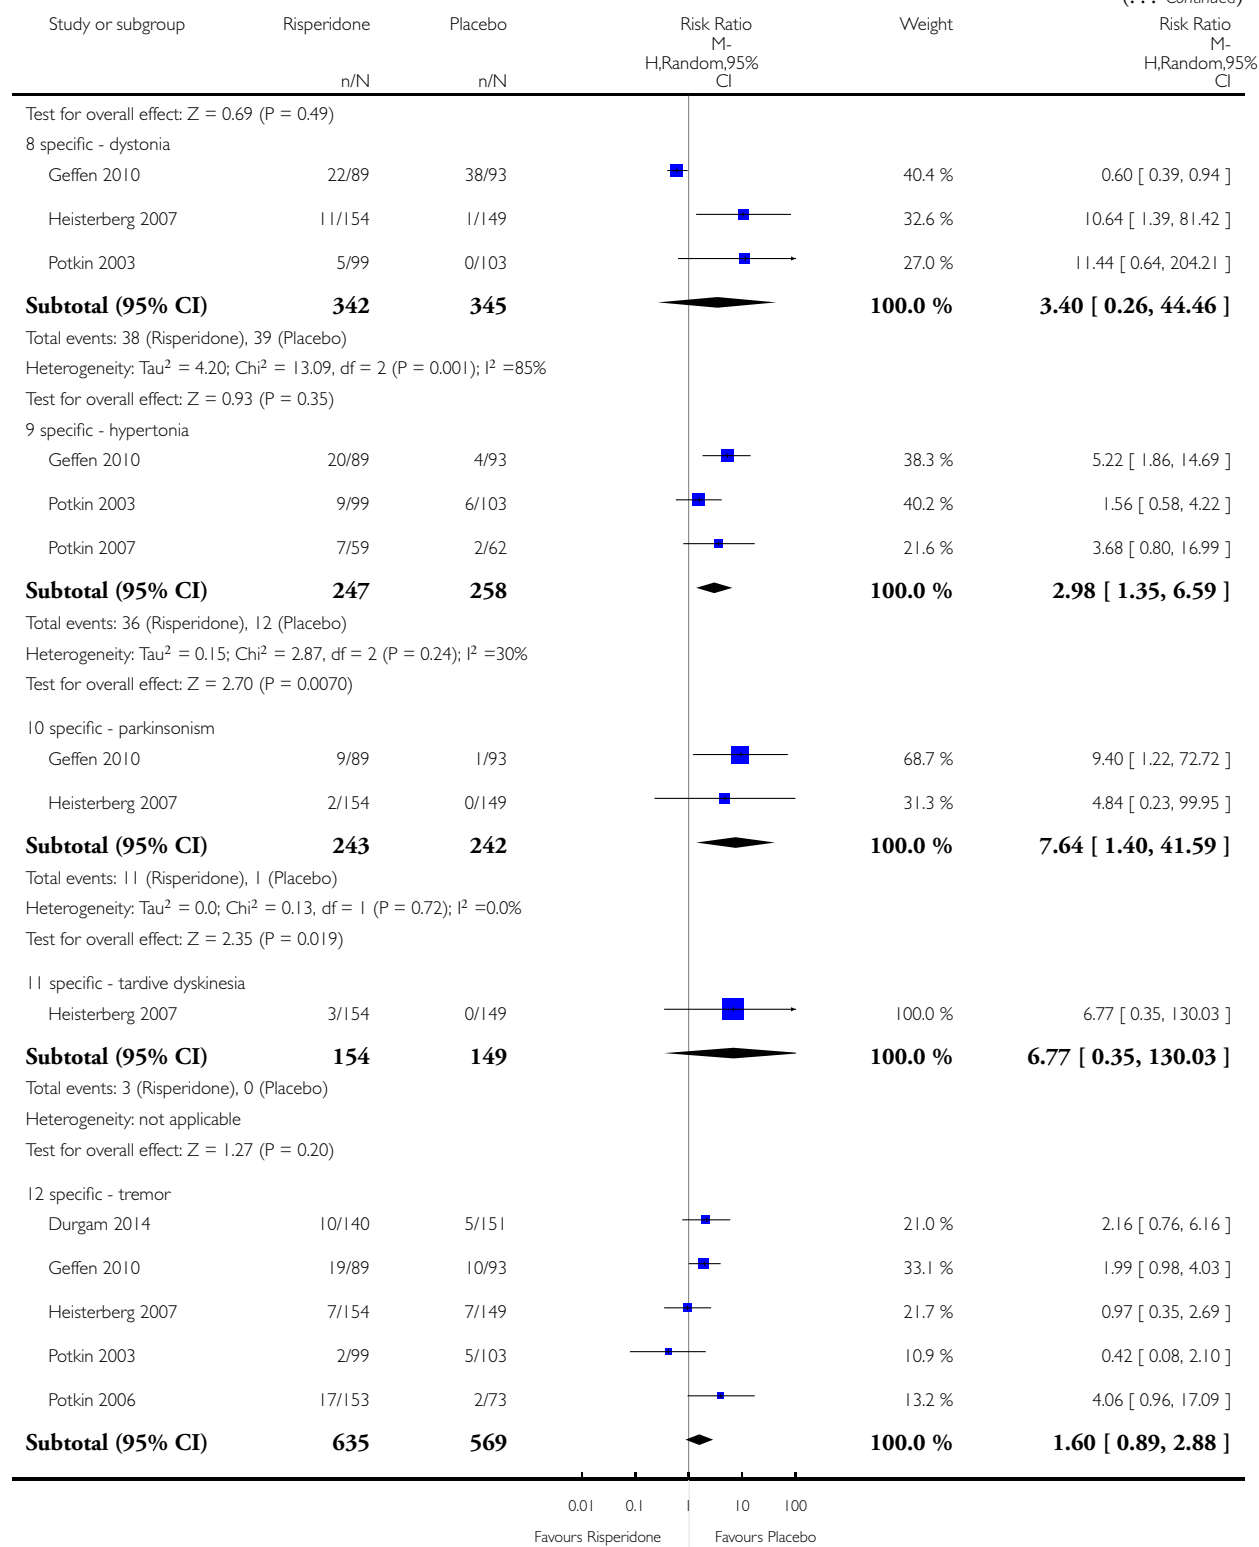 (. . . Continued)
Study or subgroup Risperidone Placebo Risk Ratio Weight Risk Ratio
M- M-
H,Random,95% H,Random,95%
n/N n/N CI CI
Test for overall effect: Z = 0.69 (P = 0.49)
8 specific - dystonia
Geffen 2010 22/89 38/93 40.4 % 0.60 [ 0.39, 0.94 ]
Heisterberg 2007 11/154 1/149 32.6 % 10.64 [ 1.39, 81.42 ]
Potkin 2003 5/99 0/103 27.0 % 11.44 [ 0.64, 204.21 ]
Subtotal (95% CI) 342 345 100.0 % 3.40 [ 0.26, 44.46 ]
Total events: 38 (Risperidone), 39 (Placebo)
Heterogeneity: Tau² = 4.20; Chi² = 13.09, df = 2 (P = 0.001); I² =85%
Test for overall effect: Z = 0.93 (P = 0.35)
9 specific - hypertonia
Geffen 2010 20/89 4/93 38.3 % 5.22 [ 1.86, 14.69 ]
Potkin 2003 9/99 6/103 40.2 % 1.56 [ 0.58, 4.22 ]
Potkin 2007 7/59 2/62 21.6 % 3.68 [ 0.80, 16.99 ]
Subtotal (95% CI) 247 258 100.0 % 2.98 [ 1.35, 6.59 ]
Total events: 36 (Risperidone), 12 (Placebo)
Heterogeneity: Tau² = 0.15; Chi² = 2.87, df = 2 (P = 0.24); I² =30%
Test for overall effect: Z = 2.70 (P = 0.0070)
10 specific - parkinsonism
Geffen 2010 9/89 1/93 68.7 % 9.40 [ 1.22, 72.72 ]
Heisterberg 2007 2/154 0/149 31.3 % 4.84 [ 0.23, 99.95 ]
Subtotal (95% CI) 243 242 100.0 % 7.64 [ 1.40, 41.59 ]
Total events: 11 (Risperidone), 1 (Placebo)
Heterogeneity: Tau² = 0.0; Chi² = 0.13, df = 1 (P = 0.72); I² =0.0%
Test for overall effect: Z = 2.35 (P = 0.019)
11 specific - tardive dyskinesia
Heisterberg 2007 3/154 0/149 100.0 % 6.77 [ 0.35, 130.03 ]
Subtotal (95% CI) 154 149 100.0 % 6.77 [ 0.35, 130.03 ]
Total events: 3 (Risperidone), 0 (Placebo)
Heterogeneity: not applicable
Test for overall effect: Z = 1.27 (P = 0.20)
12 specific - tremor
Durgam 2014 10/140 5/151 21.0 % 2.16 [ 0.76, 6.16 ]
Geffen 2010 19/89 10/93 33.1 % 1.99 [ 0.98, 4.03 ]
Heisterberg 2007 7/154 7/149 21.7 % 0.97 [ 0.35, 2.69 ]
Potkin 2003 2/99 5/103 10.9 % 0.42 [ 0.08, 2.10 ]
Potkin 2006 17/153 2/73 13.2 % 4.06 [ 0.96, 17.09 ]
Subtotal (95% CI) 635 569 100.0 % 1.60 [ 0.89, 2.88 ]
0.01 0.1 1 10 100
Favours Risperidone Favours Placebo